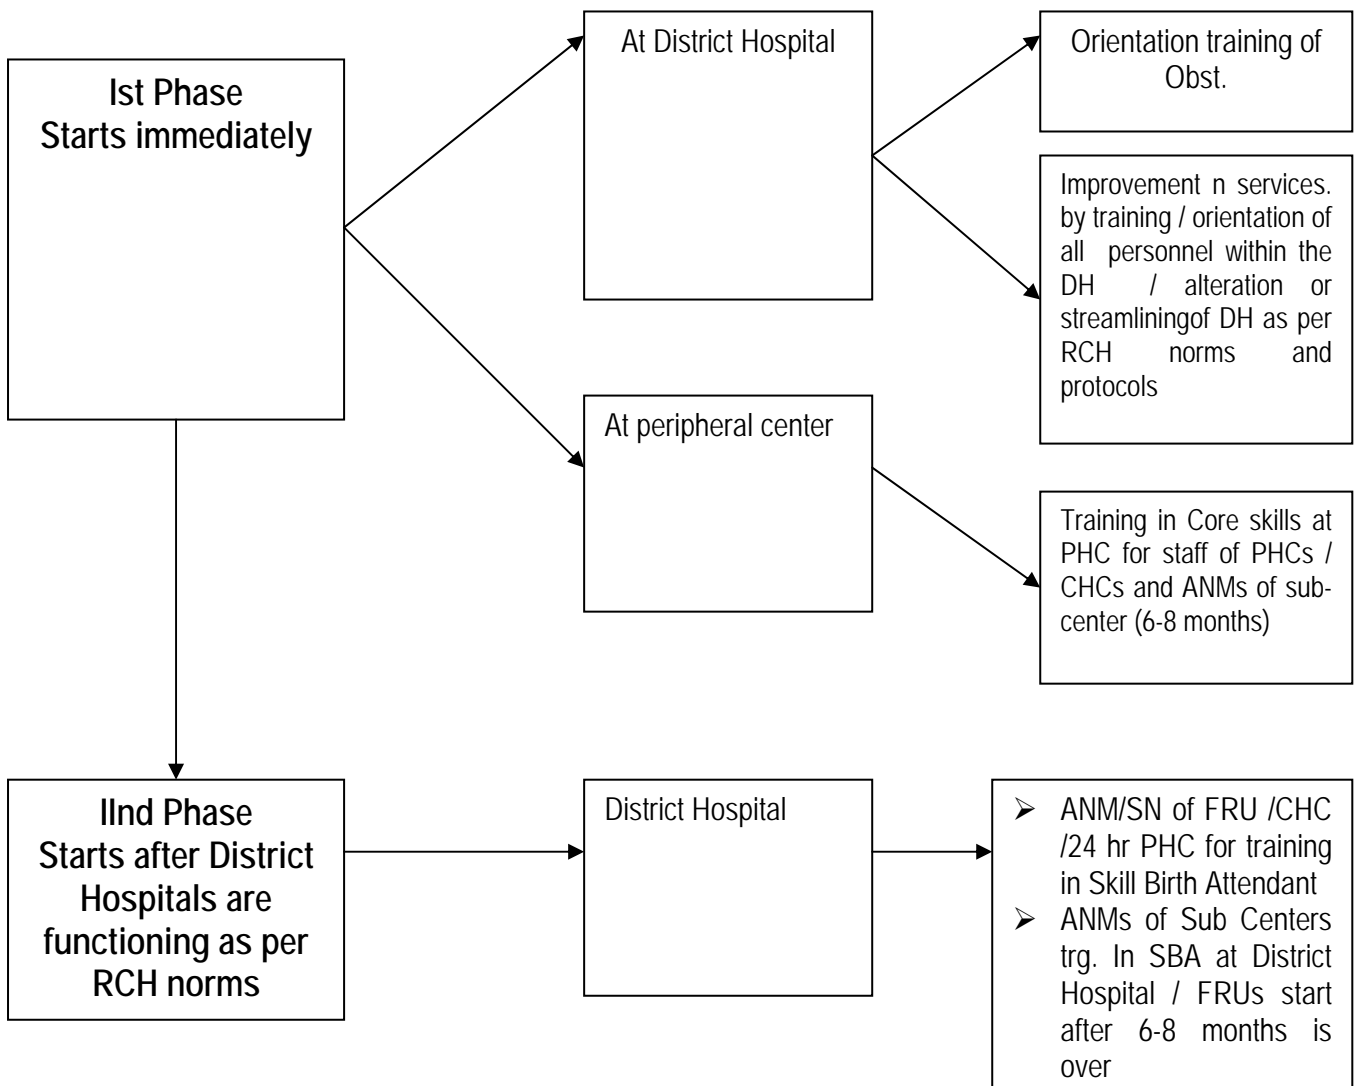 Ist Phase
Starts immediately
At District Hospital
Orientation training of
Obst.
Improvement n services.
by training / orientation of
all personnel within the
DH / alteration or
streamliningof DH as per
RCH norms and
protocols
At peripheral center
Training in Core skills at
PHC for staff of PHCs /
CHCs and ANMs of sub-
center (6-8 months)
IInd Phase
Starts after District
Hospitals are
functioning as per
RCH norms
District Hospital
➢ ANM/SN of FRU /CHC
/24 hr PHC for training
in Skill Birth Attendant
➢ ANMs of Sub Centers
trg. In SBA at District
Hospital / FRUs start
after 6-8 months is
over